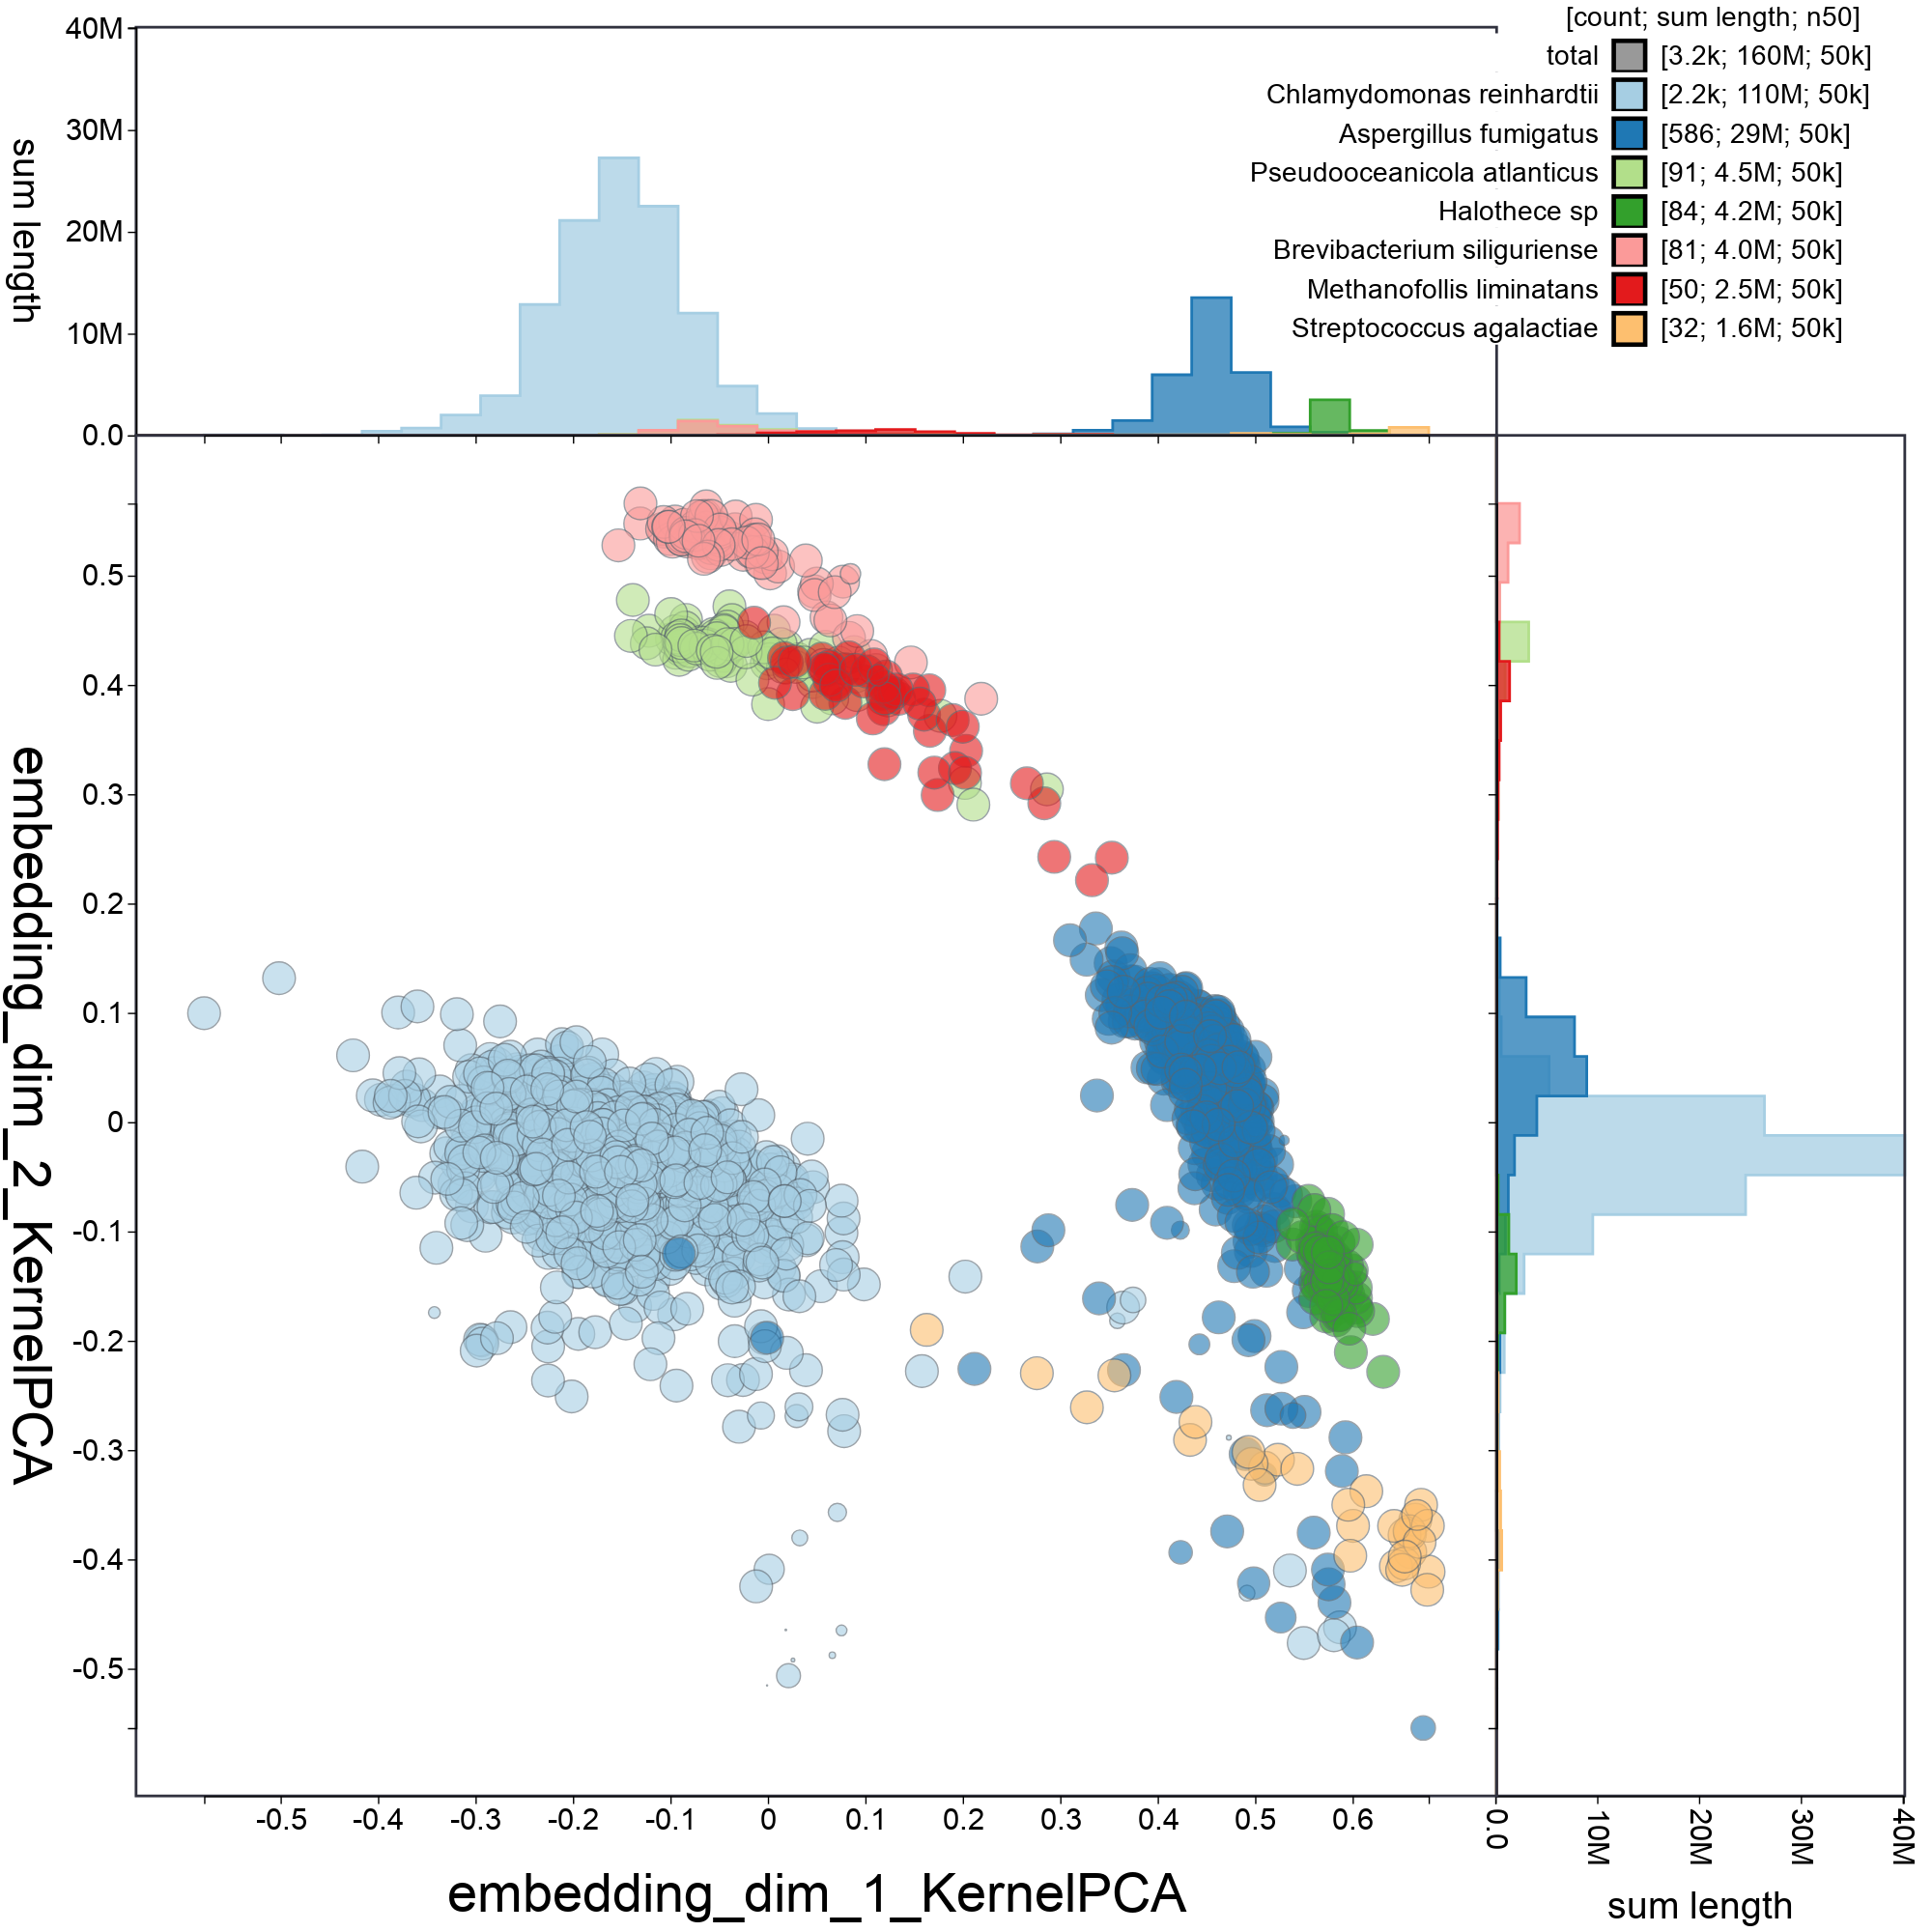 [count; sum length; n50]
total [3.2k; 160M; 50k]
Chlamydomonas reinhardtii [2.2k; 110M; 50k]
Aspergillus fumigatus [586; 29M; 50k]
Pseudooceanicola atlanticus [91; 4.5M; 50k]
Halothece sp [84; 4.2M; 50k]
Brevibacterium siliguriense [81; 4.0M; 50k]
Methanofollis liminatans [50; 2.5M; 50k]
Streptococcus agalactiae [32; 1.6M; 50k]
40M
30M
20M
10M
0.0
sum length
0.5
0.4
0.3
0.2
0.1
0
-0.1
-0.2
-0.3
-0.4
-0.5
embedding_dim_2_KernelPCA
-0.5 -0.4 -0.3 -0.2 -0.1 0 0.1 0.2 0.3 0.4 0.5 0.6
embedding_dim_1_KernelPCA
0.0 10M 20M 30M 40M
sum length